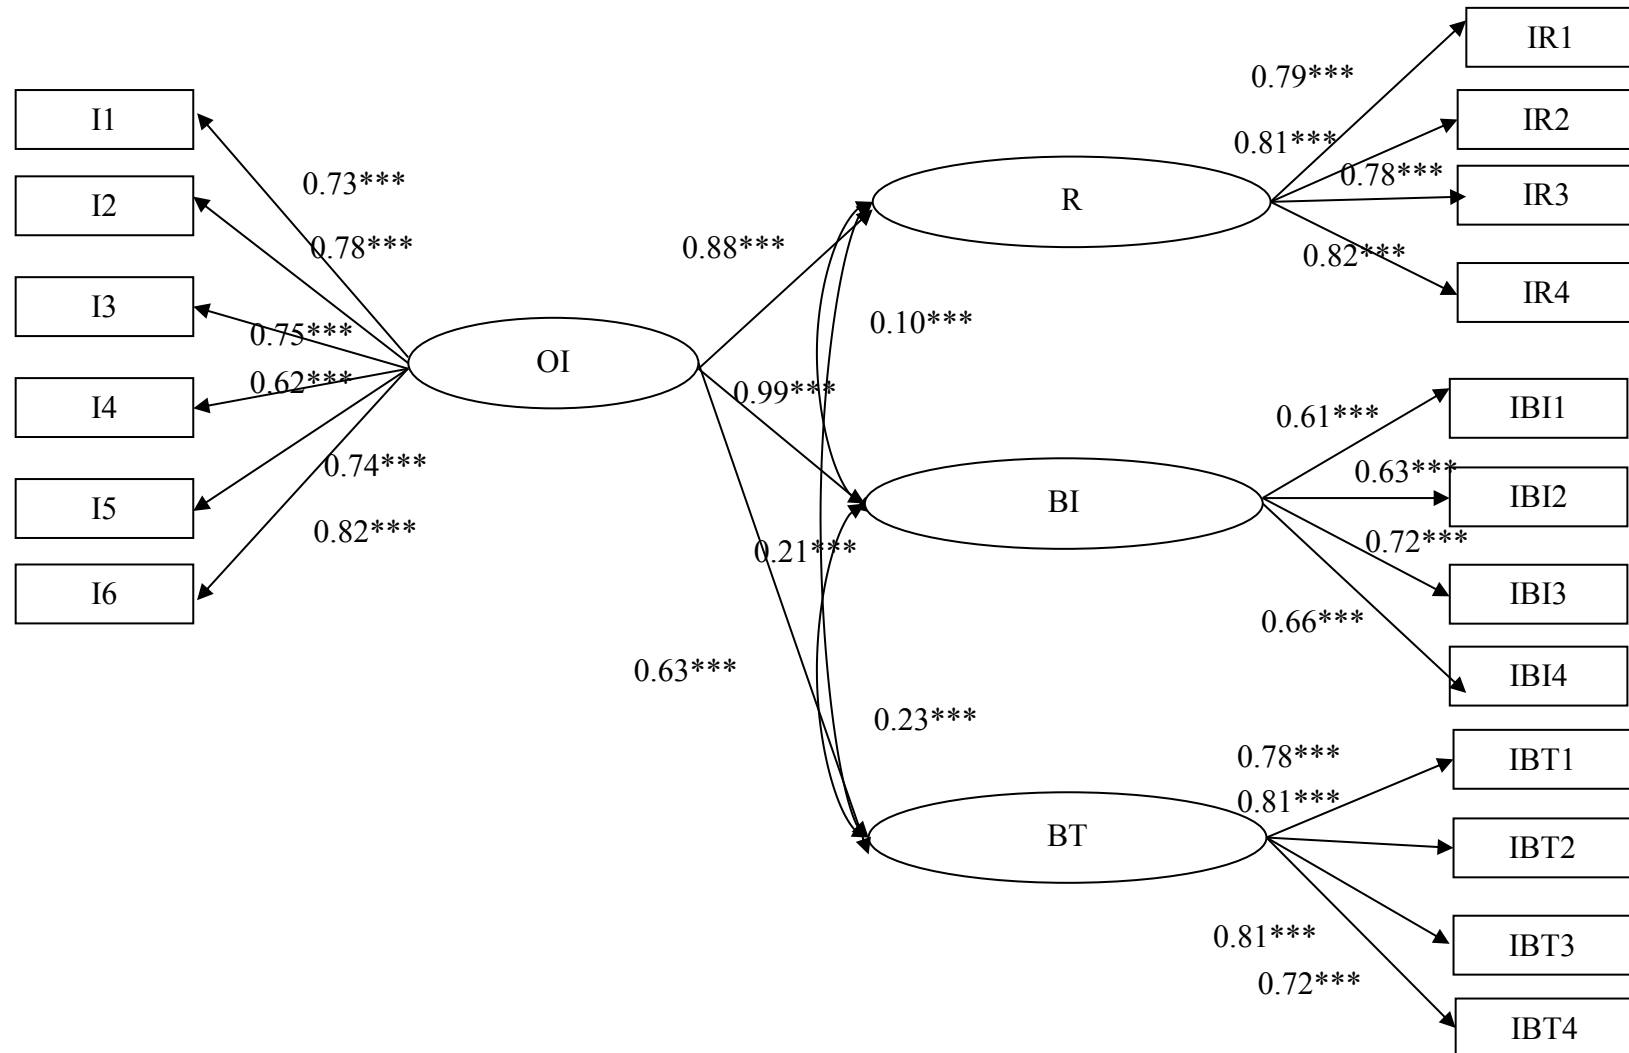 I1
I2
I3
I4
I5
I6
0.73***
0.78***
0.75***
0.62***
0.74***
0.82***
OI
0.88***
0.99***
0.63***
0.10***
0.21***
0.23***
R
BI
BT
0.79***
0.81***
0.78***
0.82***
IR1
IR2
IR3
IR4
0.61***
0.63***
0.72***
0.66***
IBI1
IBI2
IBI3
IBI4
0.78***
0.81***
0.81***
0.72***
IBT1
IBT2
IBT3
IBT4